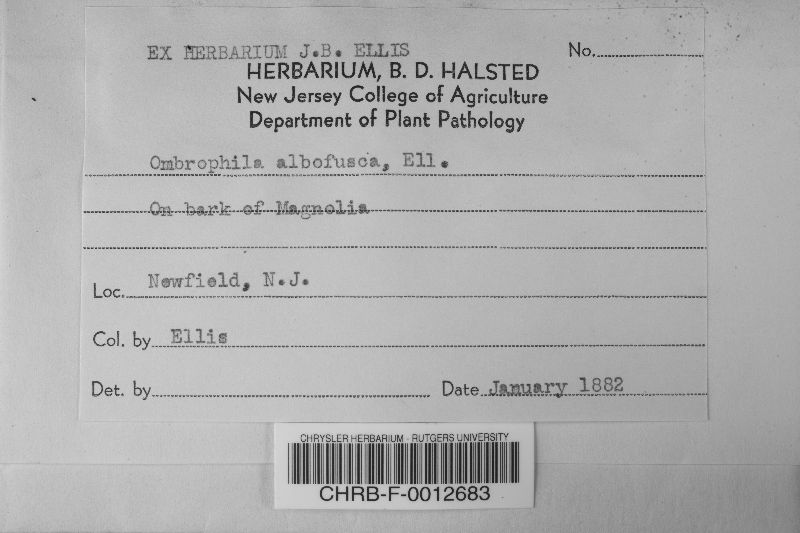 EX HERBARIUM J.B. ELLIS No.
HERBARIUM, B. D. HALSTED
New Jersey College of Agriculture
Department of Plant Pathology
Ombrophila albofusca, Ell.
On bark of Magnolia
Loc. Newfield, N.J.
Col. by Ellis
Det. by Date January 1882
CHRYSLER HERBARIUM - RUTGERS UNIVERSITY
CHRB-F-0012683